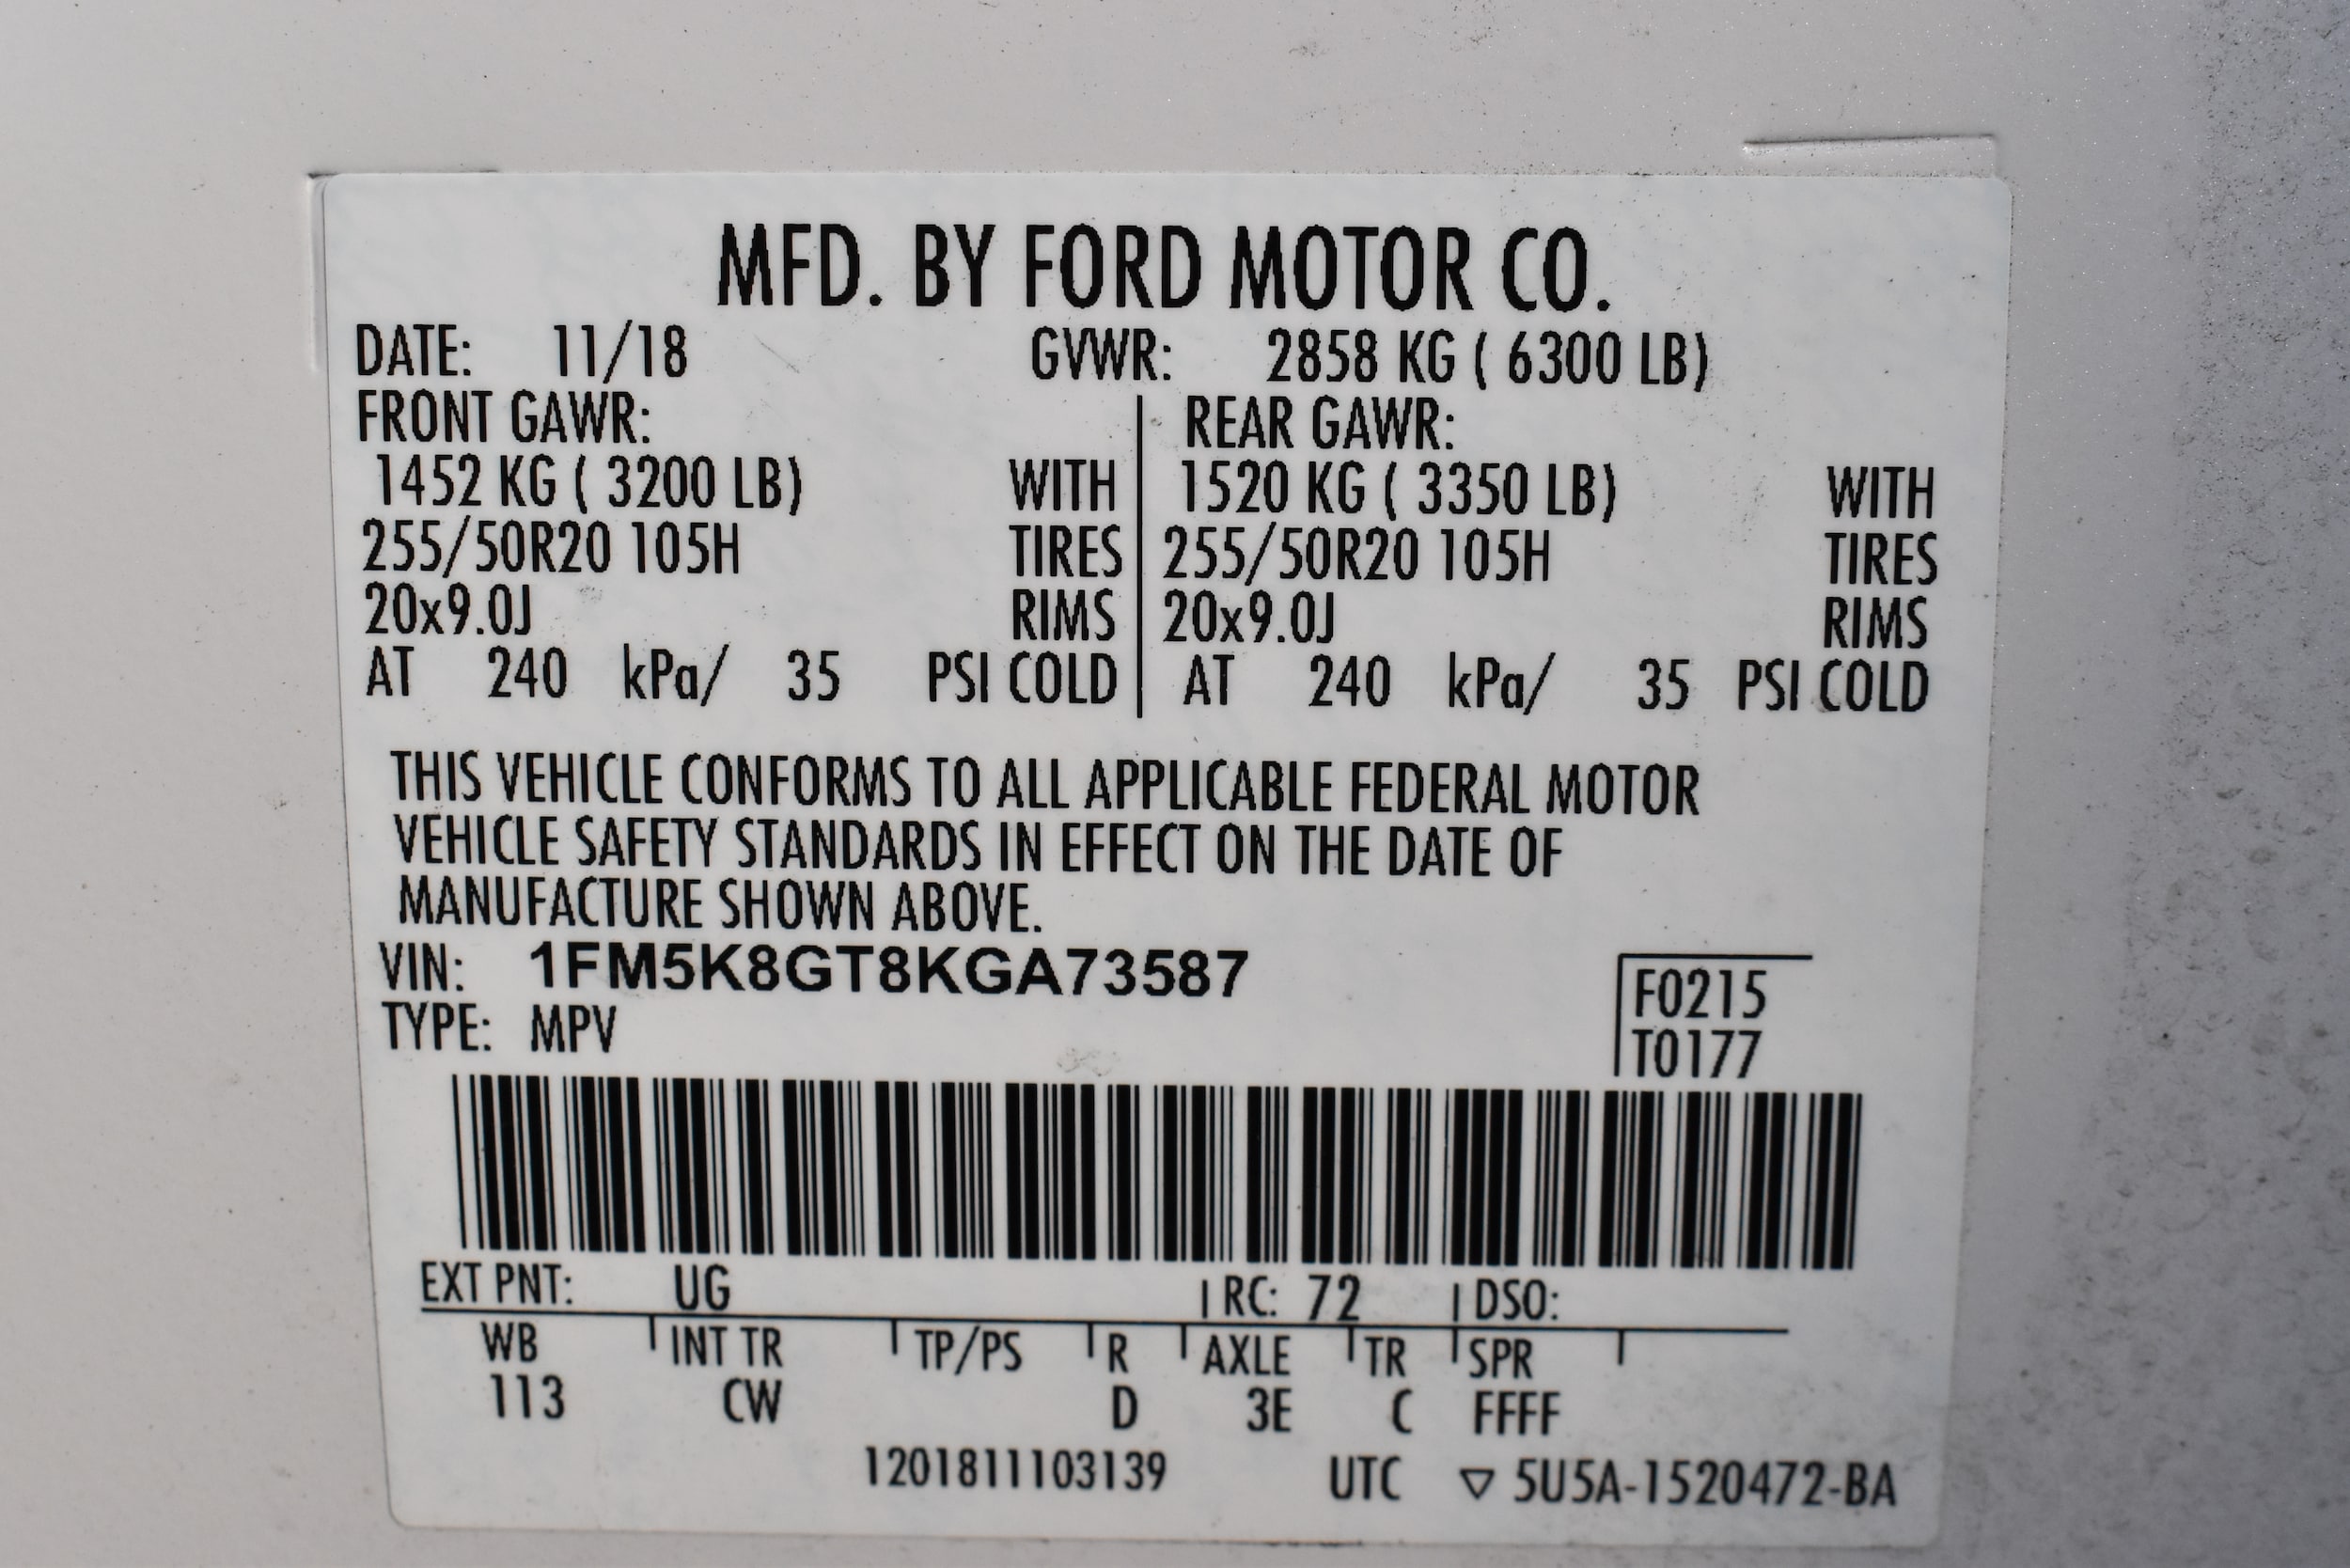 MFD. BY FORD MOTOR CO.
DATE: 11/18 GVWR: 2858 KG ( 6300 LB)
FRONT GAWR: REAR GAWR:
1452 KG ( 3200 LB) WITH 1520 KG ( 3350 LB) WITH
255/50R20 105H TIRES 255/50R20 105H TIRES
20x9.0J RIMS 20x9.0J RIMS
AT 240 kPa/ 35 PSI COLD AT 240 kPa/ 35 PSI COLD
THIS VEHICLE CONFORMS TO ALL APPLICABLE FEDERAL MOTOR
VEHICLE SAFETY STANDARDS IN EFFECT ON THE DATE OF
MANUFACTURE SHOWN ABOVE.
VIN: 1FM5K8GT8KGA73587 F0215
TYPE: MPV T0177
EXT PNT: UG RC: 72 DSO:
WB INT TR TP/PS R AXLE TR SPR
113 CW D 3E C FFFF
1201811103139 UTC ▽ 5U5A-1520472-BA